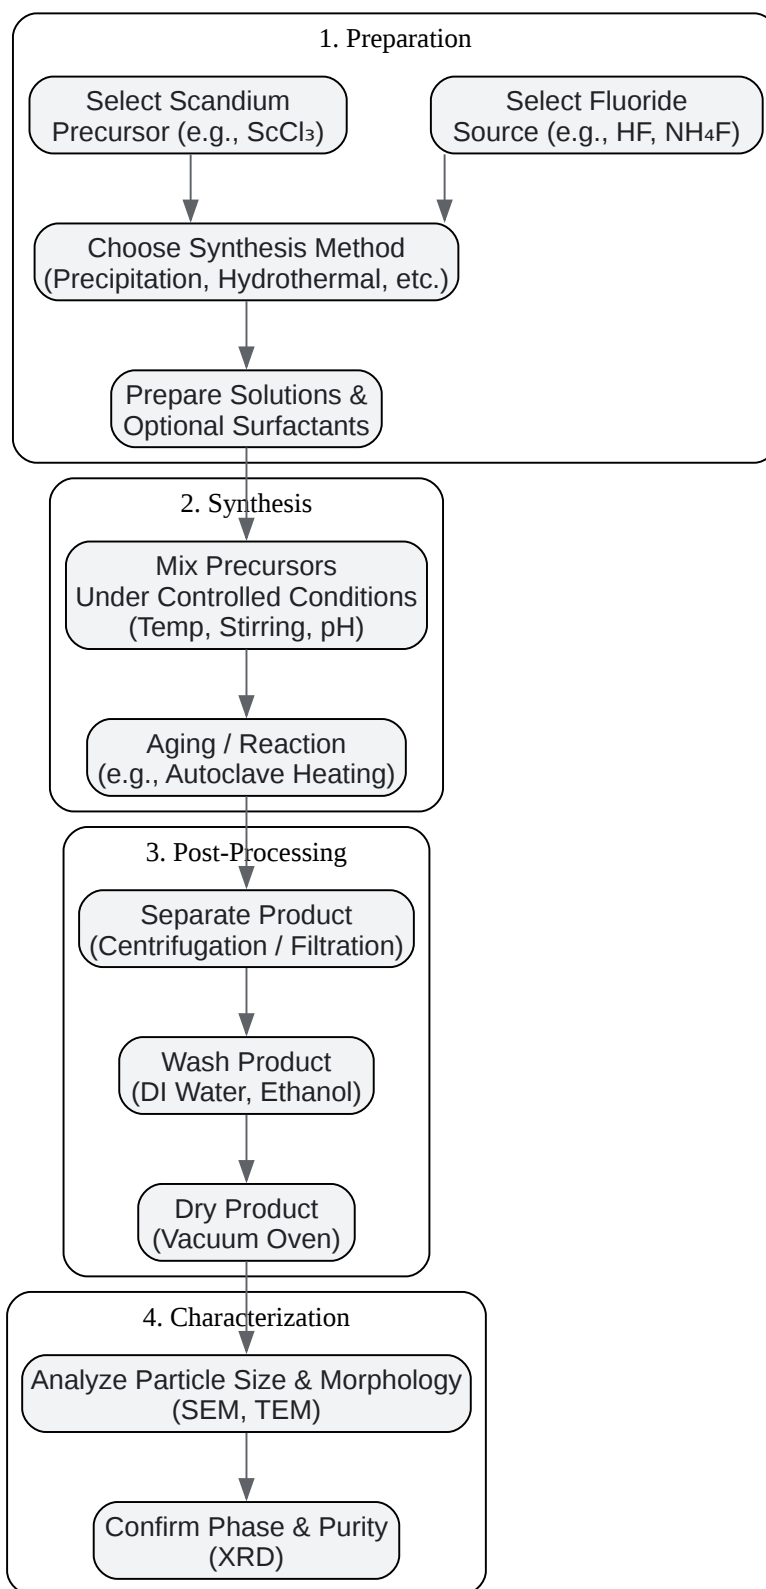 1. Preparation
Select Scandium
Precursor (e.g., ScCl₃)
Select Fluoride
Source (e.g., HF, NH₄F)
Choose Synthesis Method
(Precipitation, Hydrothermal, etc.)
Prepare Solutions &
Optional Surfactants
2. Synthesis
Mix Precursors
Under Controlled Conditions
(Temp, Stirring, pH)
Aging / Reaction
(e.g., Autoclave Heating)
3. Post-Processing
Separate Product
(Centrifugation / Filtration)
Wash Product
(DI Water, Ethanol)
Dry Product
(Vacuum Oven)
4. Characterization
Analyze Particle Size & Morphology
(SEM, TEM)
Confirm Phase & Purity
(XRD)